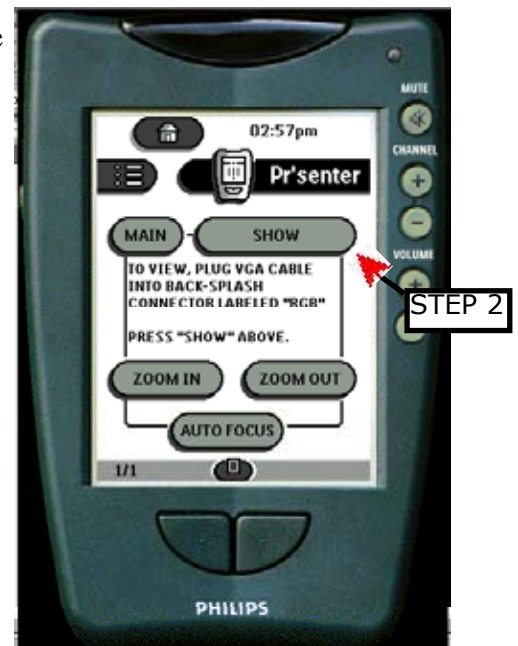 e
MUTE
02:57pm
CHANNEL
Pr'senter
MAIN
SHOW
VOLUME
TO VIEW, PLUG VGA CABLE
INTO BACK-SPLASH
CONNECTOR LABELED "RGB"
STEP 2
PRESS "SHOW" ABOVE.
ZOOM IN
ZOOM OUT
AUTO FOCUS
1/1
PHILIPS